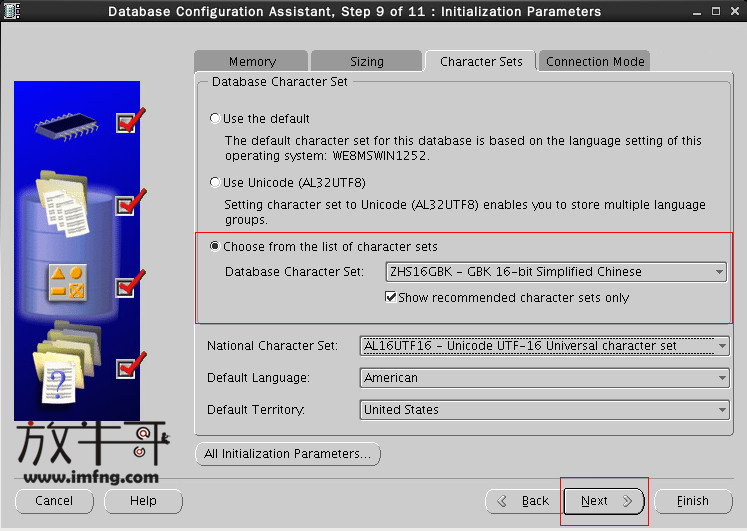 Database Configuration Assistant, Step 9 of 11 : Initialization Parameters
Memory
Sizing
Character Sets
Connection Mode
Database Character Set
Use the default
The default character set for this database is based on the language setting of this
operating system: WE8MSWIN1252.
Use Unicode (AL32UTF8)
Setting character set to Unicode (AL32UTF8) enables you to store multiple language
groups.
Choose from the list of character sets
Database Character Set:
ZHS16GBK - GBK 16-bit Simplified Chinese
Show recommended character sets only
National Character Set:
AL16UTF16 - Unicode UTF-16 Universal character set
Default Language:
American
Default Territory:
United States
?
放牛哥
www.imfng.com
All Initialization Parameters...
Cancel
Help
Back
Next
Finish